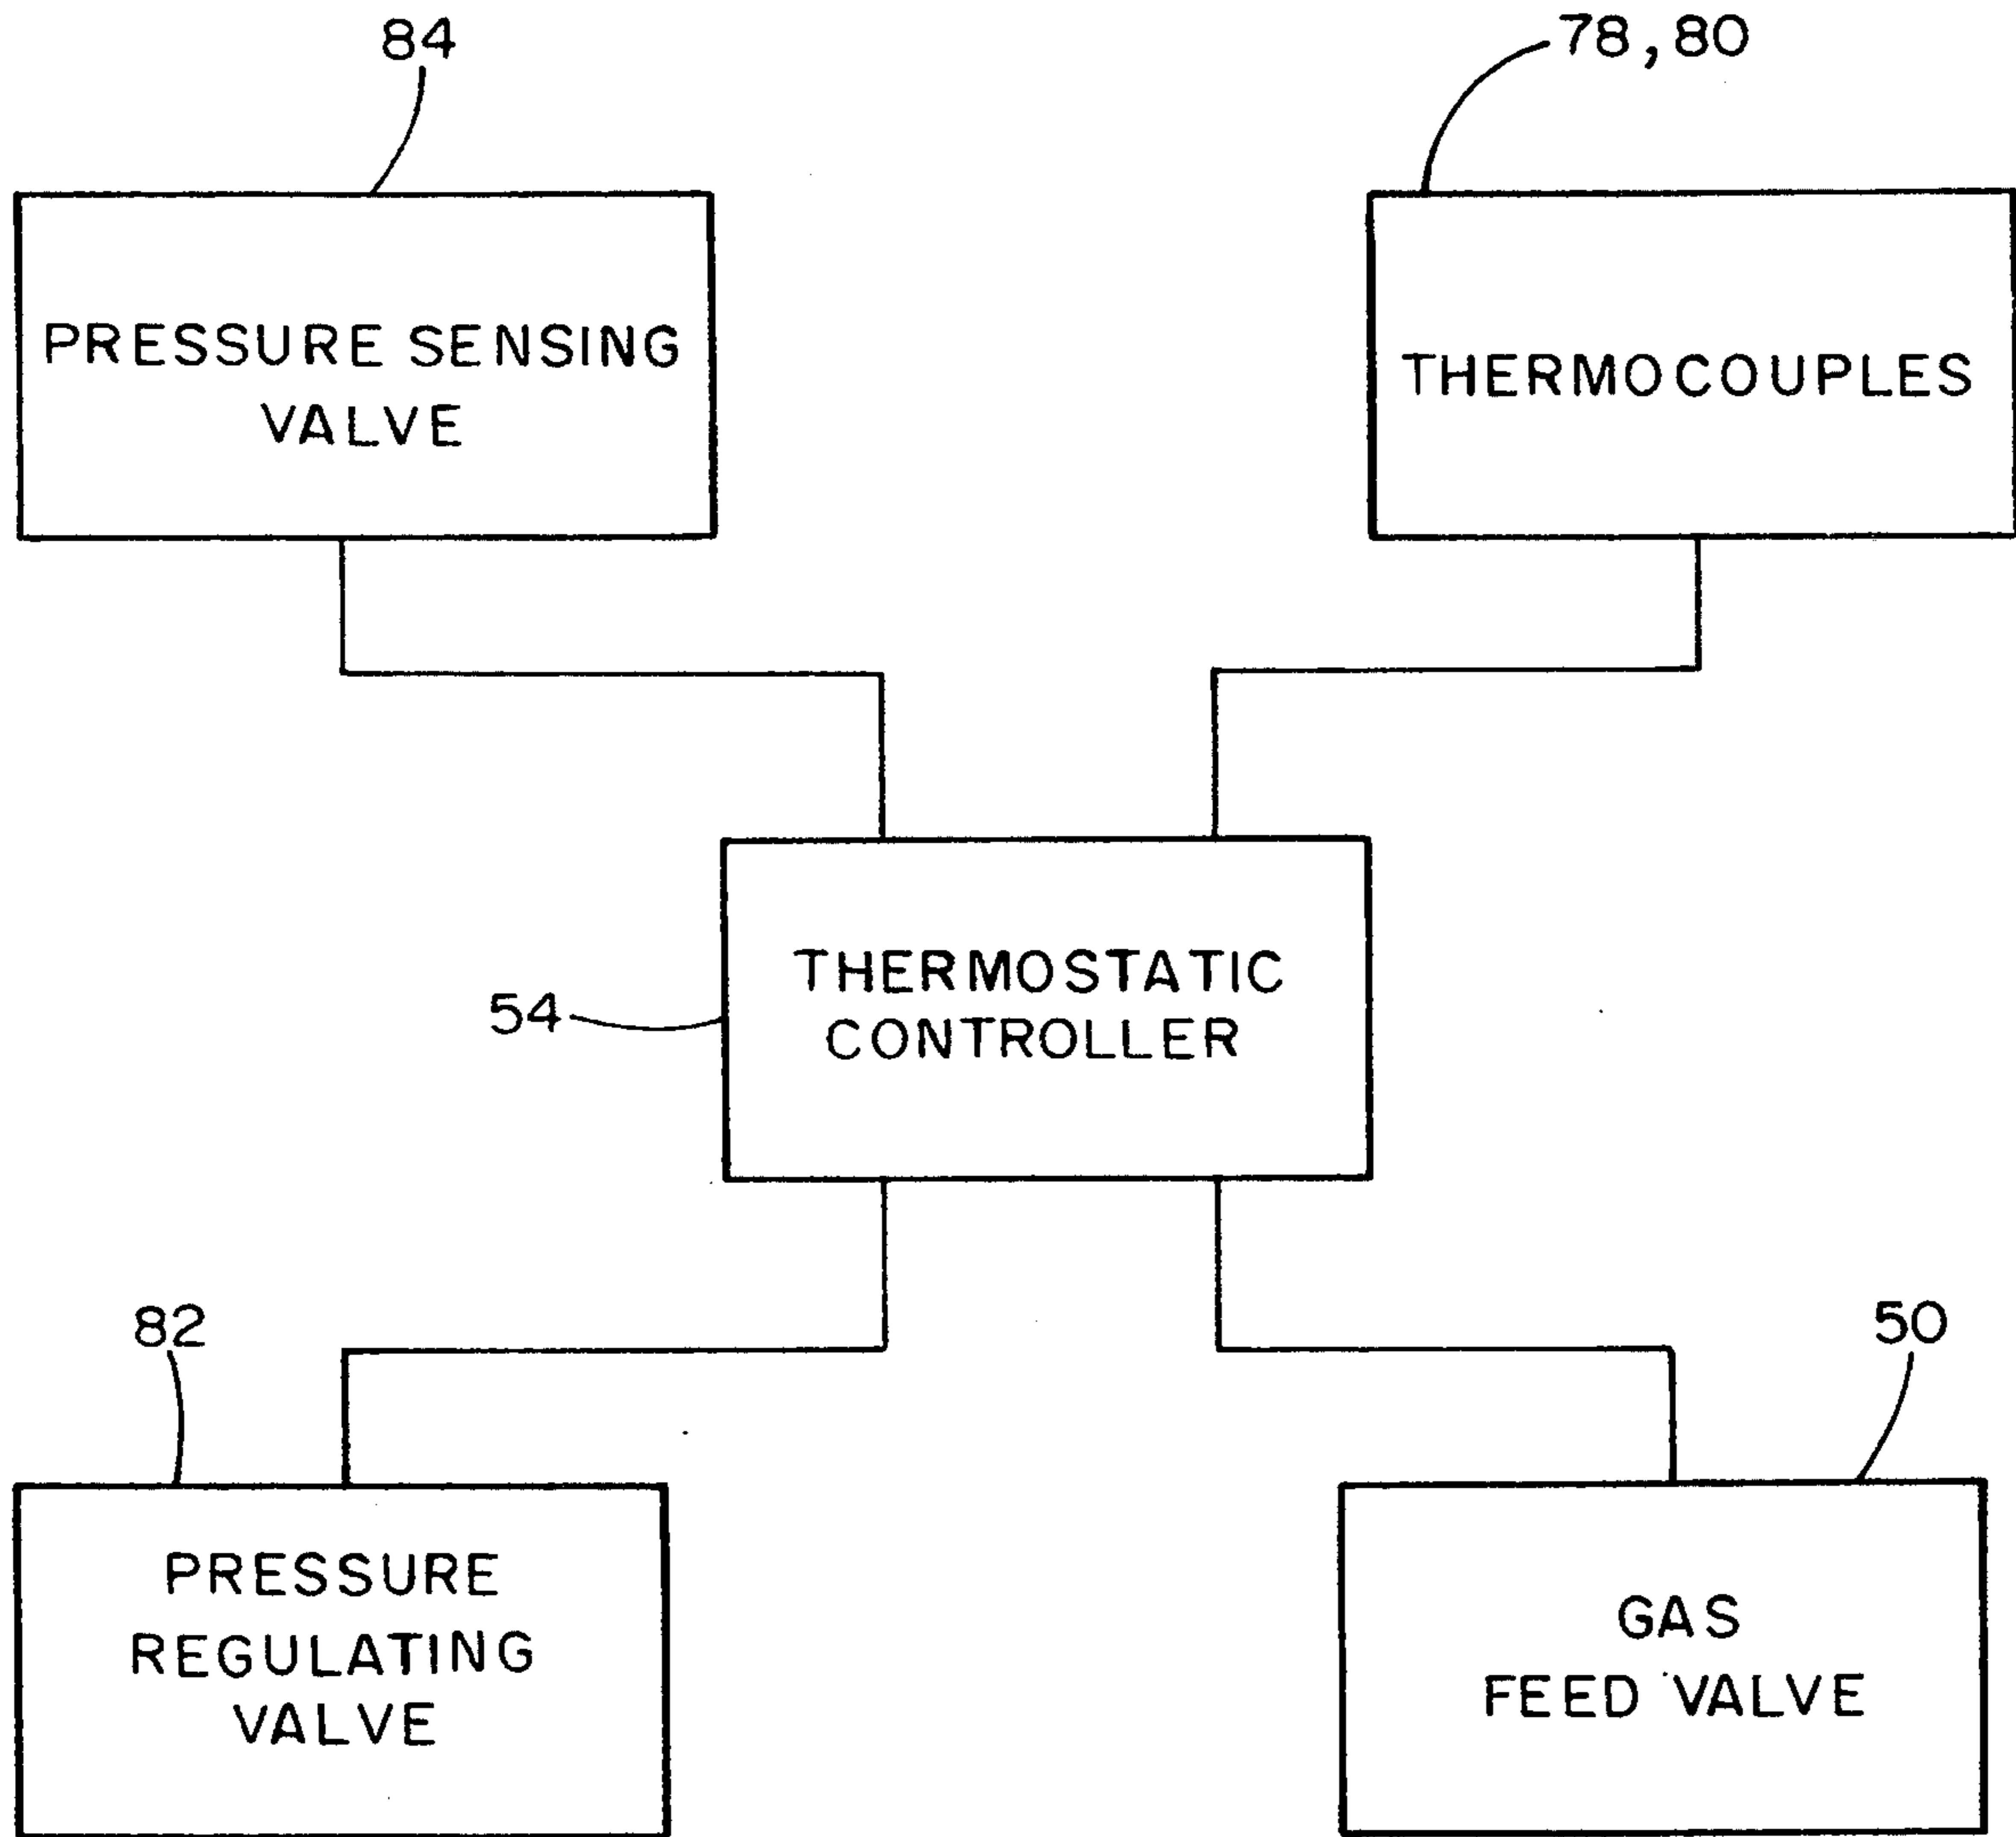 84
78,80
PRESSURE SENSING
VALVE
THERMOCOUPLES
54
THERMOSTATIC
CONTROLLER
82
50
PRESSURE
REGULATING
VALVE
GAS
FEED VALVE